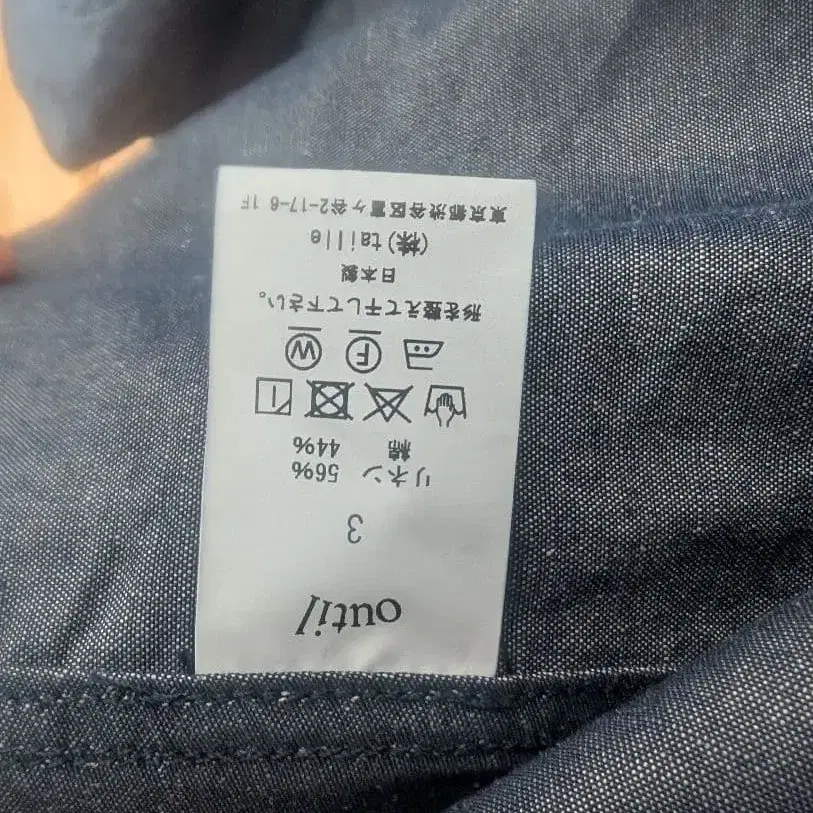 outil
3
リネン 56%
綿 44%
F W
形を整えて干して下さい。
日本製
(株)taille
東京都渋谷区富ヶ谷2-17-6 1F